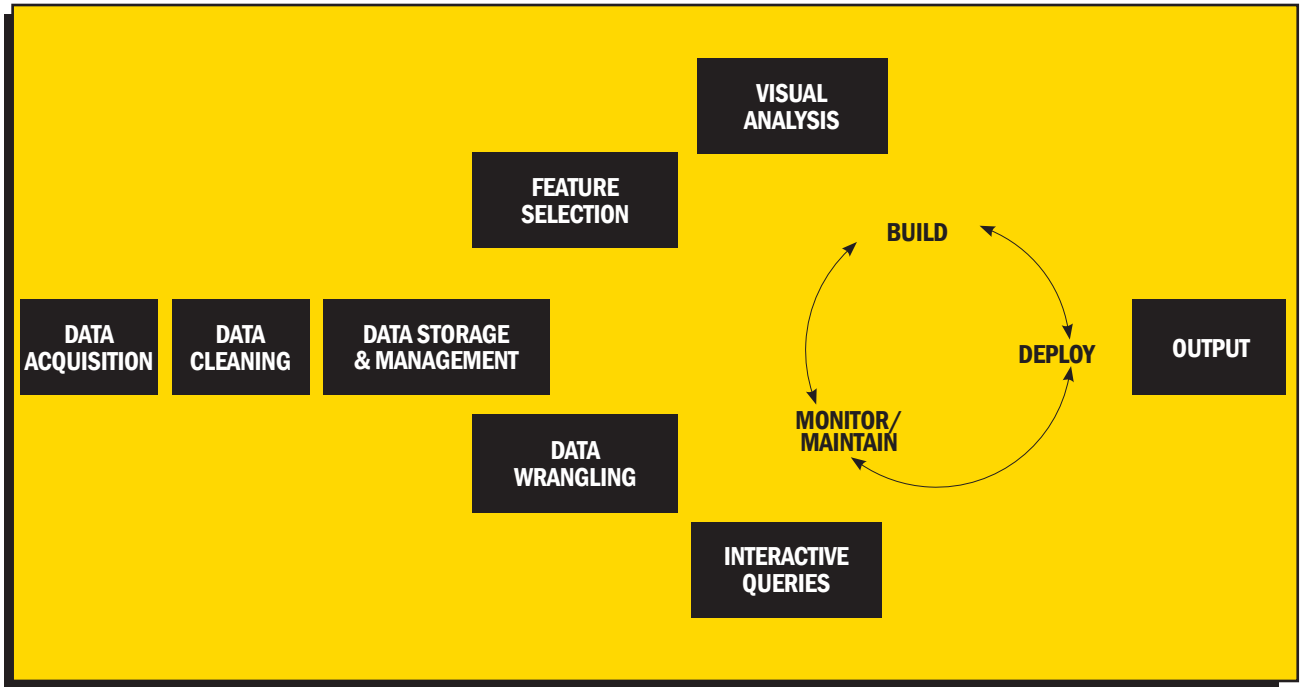 VISUAL
ANALYSIS
FEATURE
SELECTION
BUILD
DATA
ACQUISITION
DATA
CLEANING
DATA STORAGE
& MANAGEMENT
DEPLOY
OUTPUT
MONITOR/
MAINTAIN
DATA
WRANGLING
INTERACTIVE
QUERIES